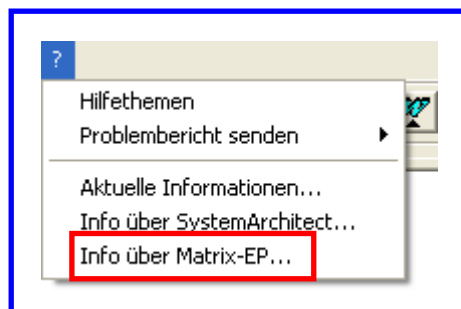 ?
Hilfethemen
Problembericht senden
Aktuelle Informationen...
Info über SystemArchitect...
Info über Matrix-EP...